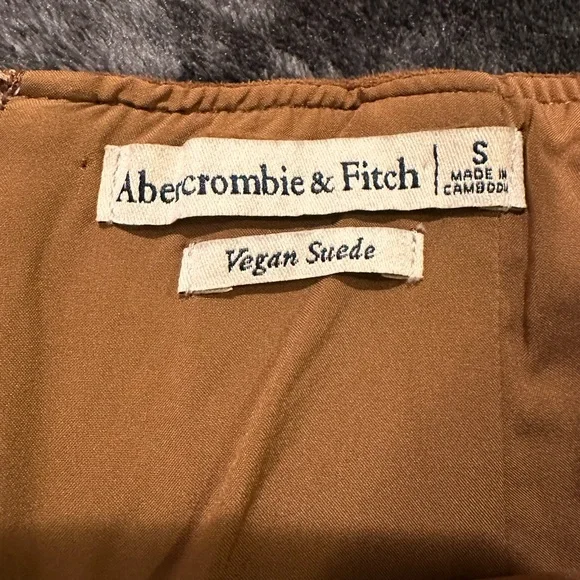 Abercrombie & Fitch
S
MADE IN
CAMBODIA
Vegan Suede